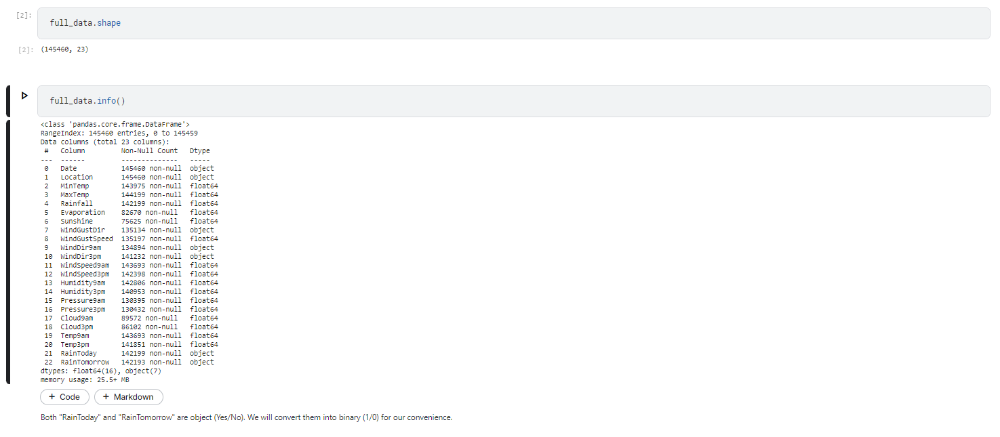 [2]:
full_data.shape
[2]: (145460, 23)
full_data.info()
<class 'pandas.core.frame.DataFrame'>
RangeIndex: 145460 entries, 0 to 145459
Data columns (total 23 columns):
 #   Column         Non-Null Count   Dtype
---  ------         --------------   -----
 0   Date           145460 non-null  object
 1   Location       145460 non-null  object
 2   MinTemp        143975 non-null  float64
 3   MaxTemp        144199 non-null  float64
 4   Rainfall       142199 non-null  float64
 5   Evaporation    82670 non-null   float64
 6   Sunshine       75625 non-null   float64
 7   WindGustDir    135134 non-null  object
 8   WindGustSpeed  135197 non-null  float64
 9   WindDir9am     134894 non-null  object
 10  WindDir3pm     141232 non-null  object
 11  WindSpeed9am   143693 non-null  float64
 12  WindSpeed3pm   142398 non-null  float64
 13  Humidity9am    142806 non-null  float64
 14  Humidity3pm    140953 non-null  float64
 15  Pressure9am    130395 non-null  float64
 16  Pressure3pm    130432 non-null  float64
 17  Cloud9am       89572 non-null   float64
 18  Cloud3pm       86102 non-null   float64
 19  Temp9am        143693 non-null  float64
 20  Temp3pm        141851 non-null  float64
 21  RainToday      142199 non-null  object
 22  RainTomorrow   142193 non-null  object
dtypes: float64(16), object(7)
memory usage: 25.5+ MB
+ Code + Markdown
Both "RainToday" and "RainTomorrow" are object (Yes/No). We will convert them into binary (1/0) for our convenience.